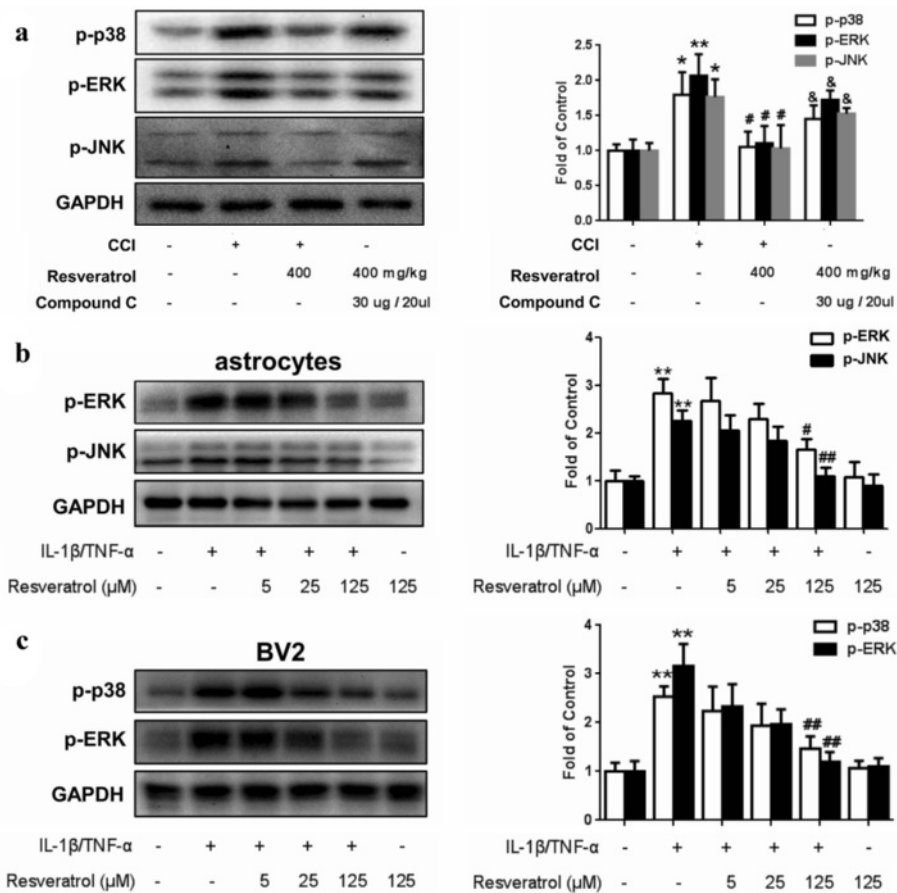 a
p-p38
p-ERK
p-JNK
GAPDH
CCI - + + -
Resveratrol - - 400 400 mg/kg
Compound C - - - 30 ug / 20ul
p-p38
p-ERK
p-JNK
Fold of Control
2.5
2.0
1.5
1.0
0.5
0.0
* ** *
# # #
& & &
CCI - + + -
Resveratrol - - 400 400 mg/kg
Compound C - - - 30 ug / 20ul
b
astrocytes
p-ERK
p-JNK
GAPDH
IL-1β/TNF-α - + + + + -
Resveratrol (µM) - - 5 25 125 125
p-ERK
p-JNK
Fold of Control
4
3
2
1
0
** **
# ##
IL-1β/TNF-α - + + + + -
Resveratrol (µM) - - 5 25 125 125
c
BV2
p-p38
p-ERK
GAPDH
IL-1β/TNF-α - + + + + -
Resveratrol (µM) - - 5 25 125 125
p-p38
p-ERK
Fold of Control
4
3
2
1
0
** **
## ##
IL-1β/TNF-α - + + + + -
Resveratrol (µM) - - 5 25 125 125